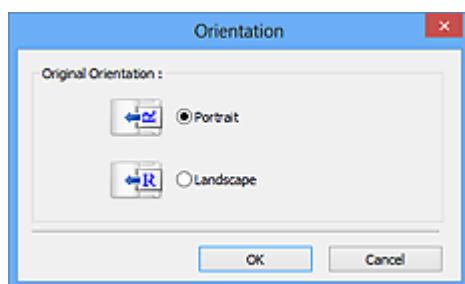 Orientation
Original Orientation :
R Portrait
R Landscape
OK Cancel